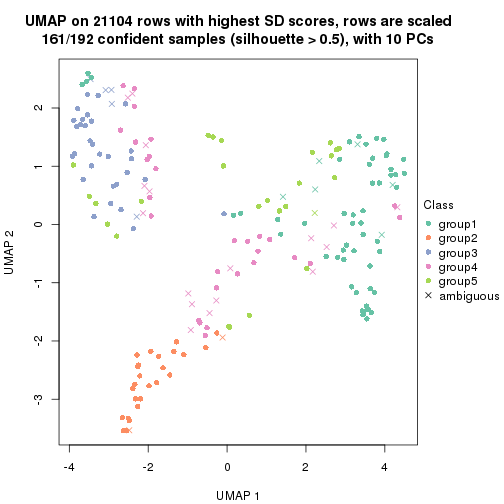 UMAP on 21104 rows with highest SD scores, rows are scaled
161/192 confident samples (silhouette > 0.5), with 10 PCs
2
1
0
-1
-2
-3
UMAP 2
-4
-2
0
2
4
UMAP 1
Class
group1
group2
group3
group4
group5
ambiguous